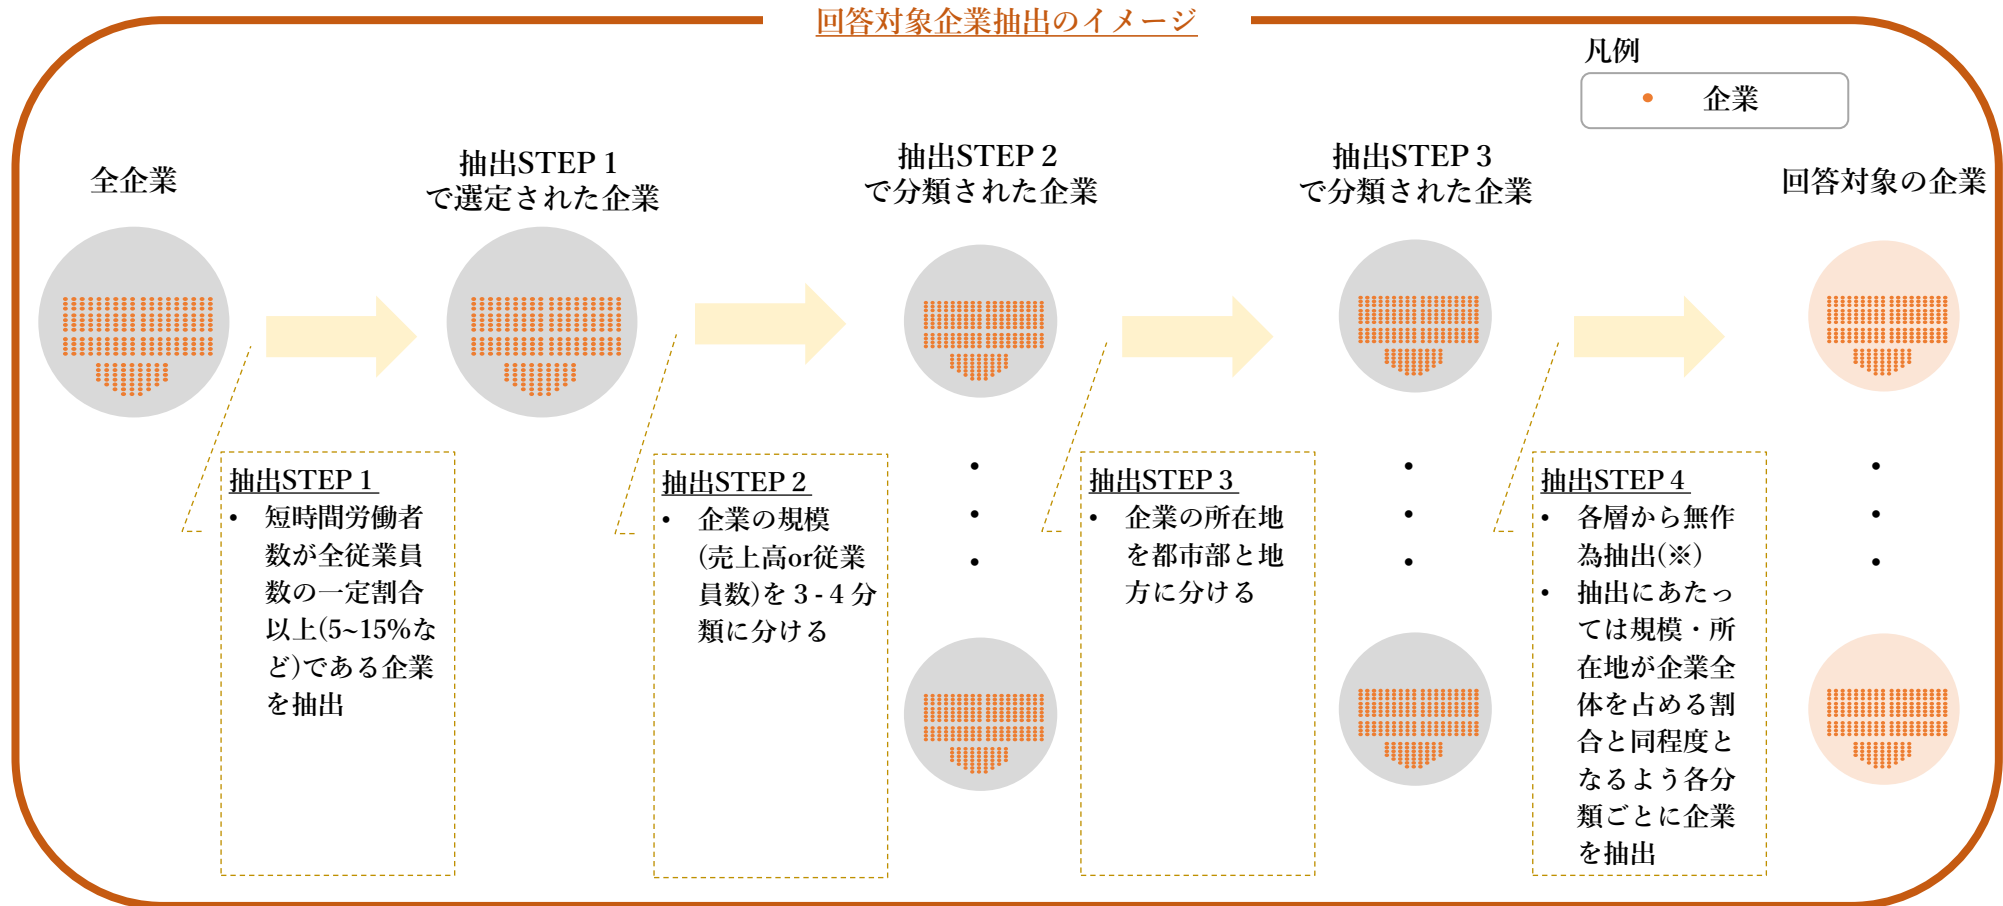 回答対象企業抽出のイメージ
凡例
企業
全企業
抽出STEP 1
で選定された企業
抽出STEP 2
で分類された企業
抽出STEP 3
で分類された企業
回答対象の企業
抽出STEP 1
• 短時間労働者
数が全従業員
数の一定割合
以上(5~15%な
ど)である企業
を抽出
抽出STEP 2
• 企業の規模
(売上高or従業
員数)を3-4分
類に分ける
抽出STEP 3
• 企業の所在地
を都市部と地
方に分ける
抽出STEP 4
• 各層から無作
為抽出(※)
• 抽出にあたっ
ては規模・所
在地が企業全
体を占める割
合と同程度と
なるよう各分
類ごとに企業
を抽出